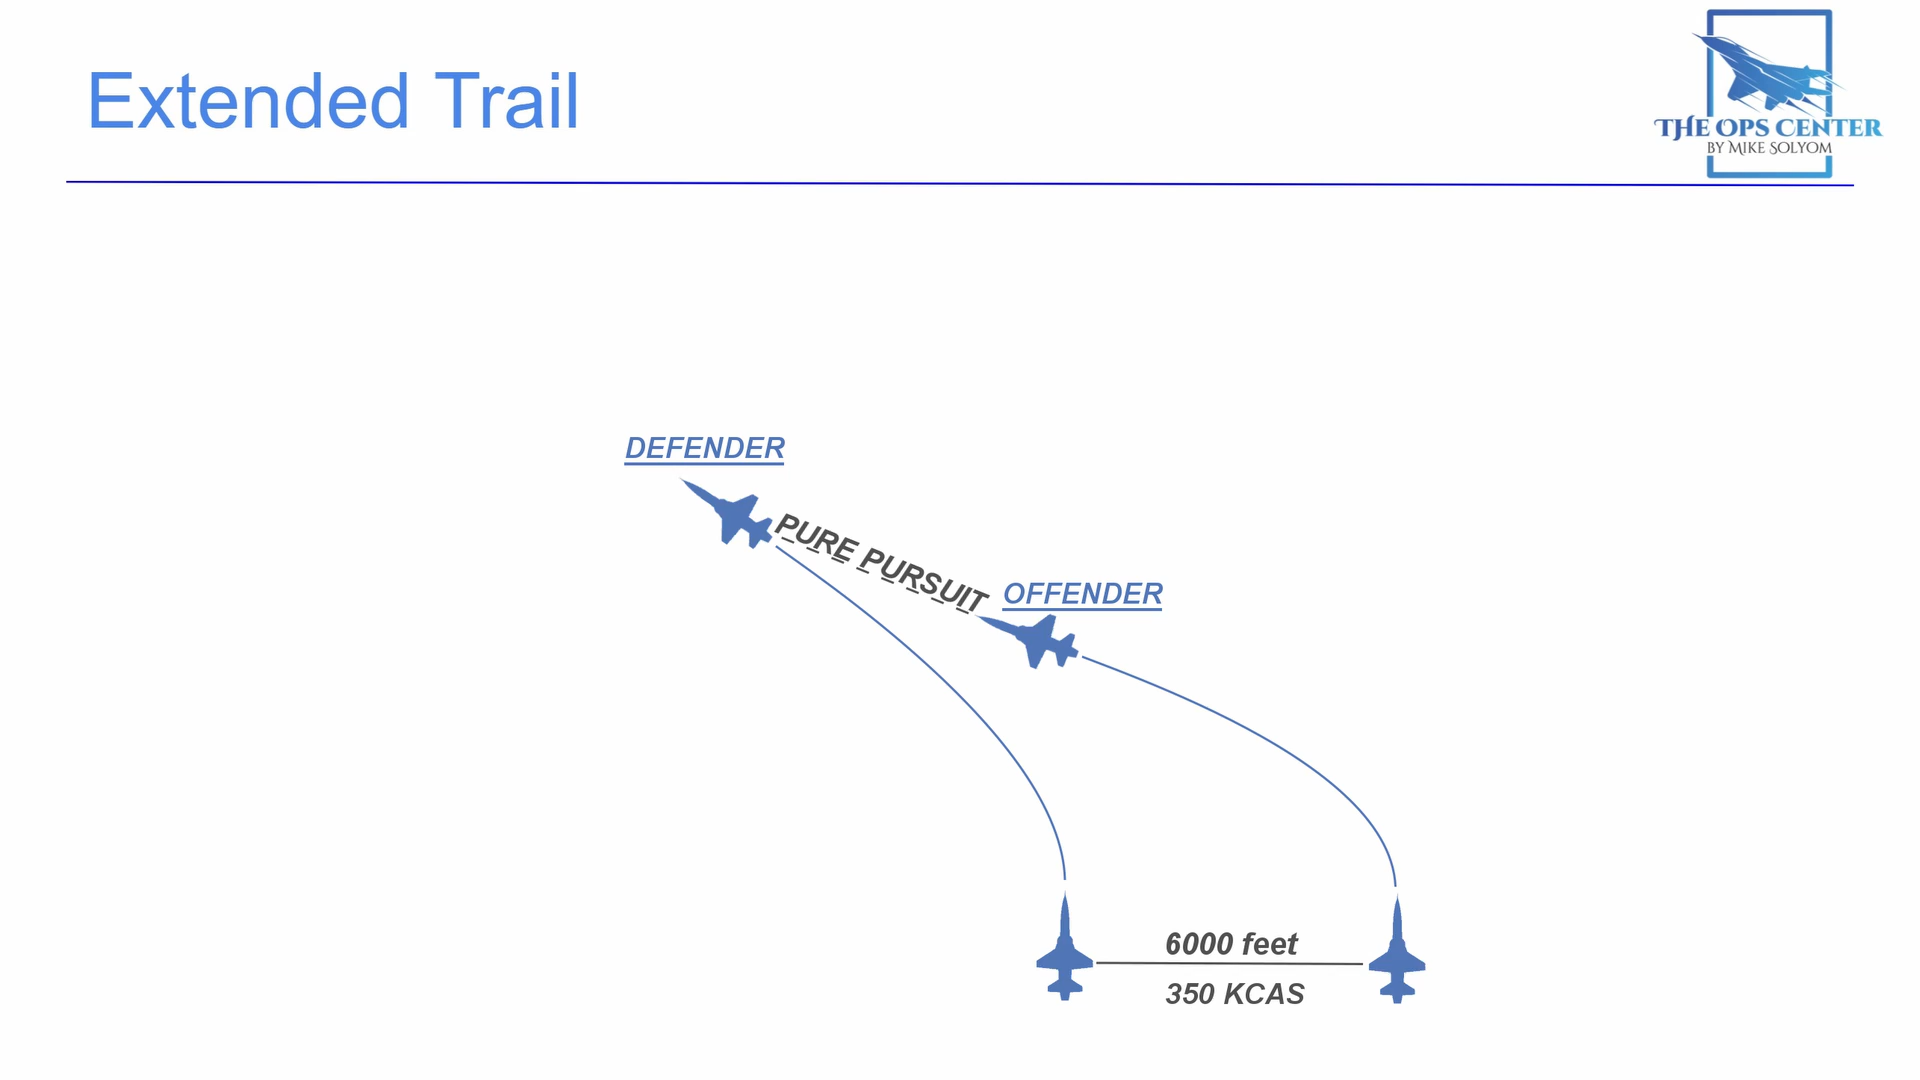 Extended Trail
THE OPS CENTER
BY MIKE SOLYOM
DEFENDER
PURE PURSUIT
OFFENDER
6000 feet
350 KCAS